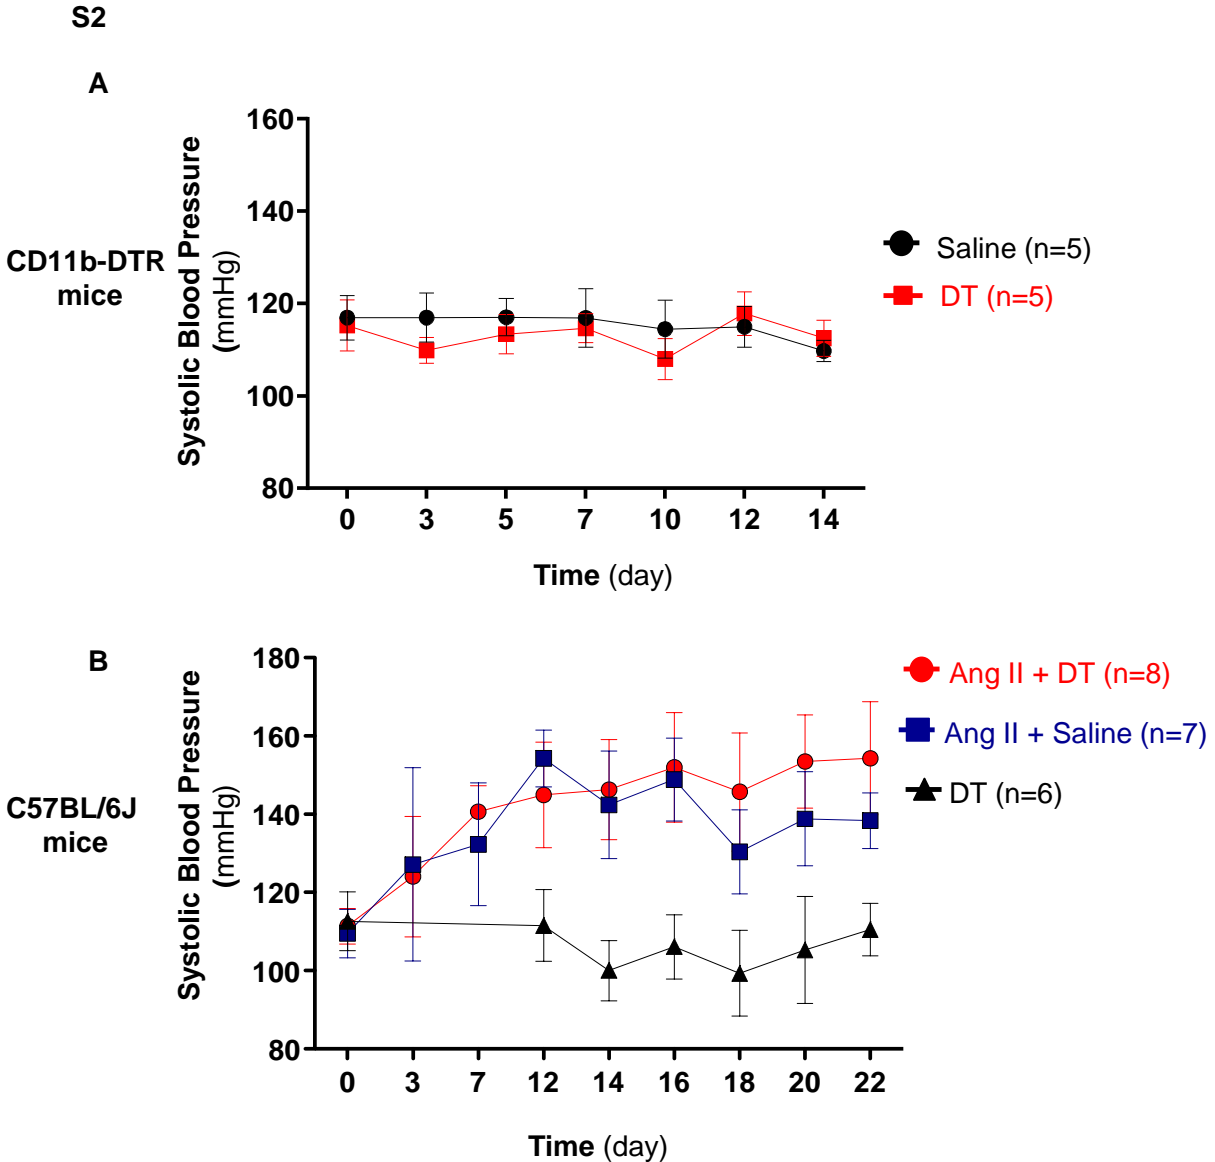 S2
A
CD11b-DTR
mice
Systolic Blood Pressure
(mmHg)
160
140
120
100
80
0 3 5 7 10 12 14
Time (day)
Saline (n=5)
DT (n=5)
B
C57BL/6J
mice
Systolic Blood Pressure
(mmHg)
180
160
140
120
100
80
0 3 7 12 14 16 18 20 22
Time (day)
Ang II + DT (n=8)
Ang II + Saline (n=7)
DT (n=6)